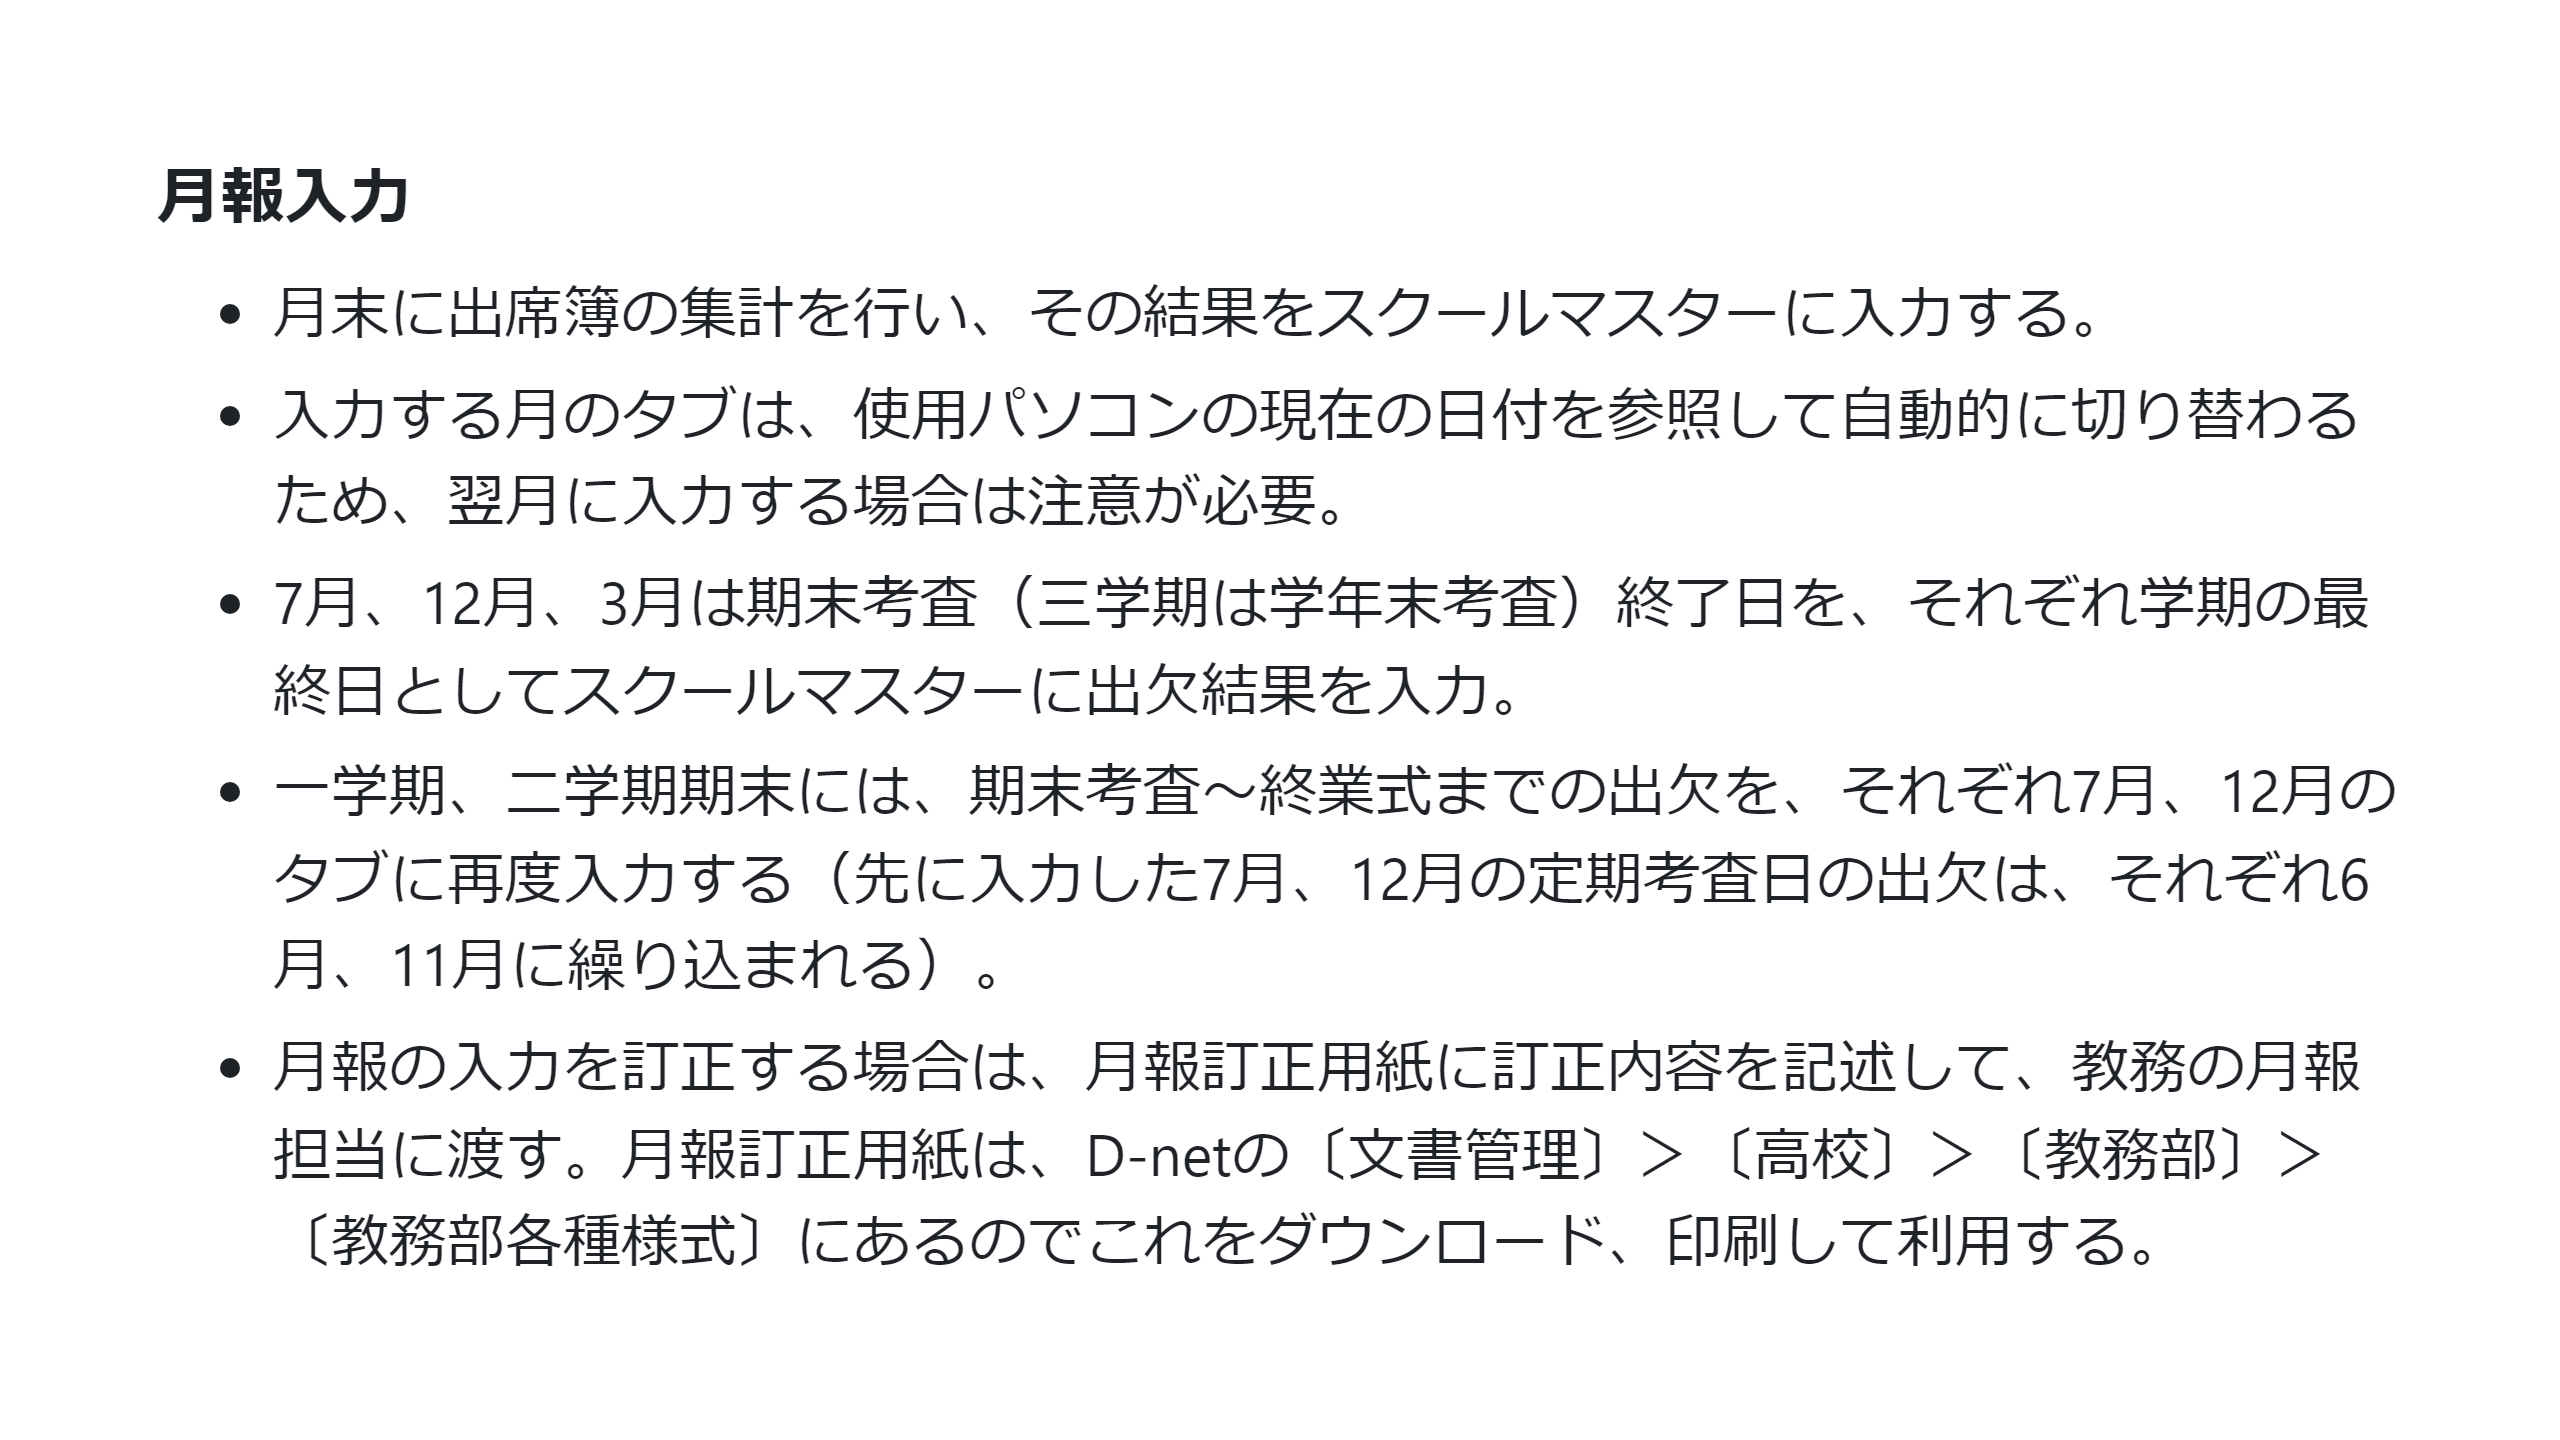 月報入力
月末に出席簿の集計を行い、その結果をスクールマスターに入力する。
入力する月のタブは、使用パソコンの現在の日付を参照して自動的に切り替わる
ため、翌月に入力する場合は注意が必要。
7月、12月、3月は期末考査（三学期は学年末考査）終了日を、それぞれ学期の最
終日としてスクールマスターに出欠結果を入力。
一学期、二学期期末には、期末考査〜終業式までの出欠を、それぞれ7月、12月の
タブに再度入力する（先に入力した7月、12月の定期考査日の出欠は、それぞれ6
月、11月に繰り込まれる）。
月報の入力を訂正する場合は、月報訂正用紙に訂正内容を記述して、教務の月報
担当に渡す。月報訂正用紙は、D-netの〔文書管理〕＞〔高校〕＞〔教務部〕＞
〔教務部各種様式〕にあるのでこれをダウンロード、印刷して利用する。